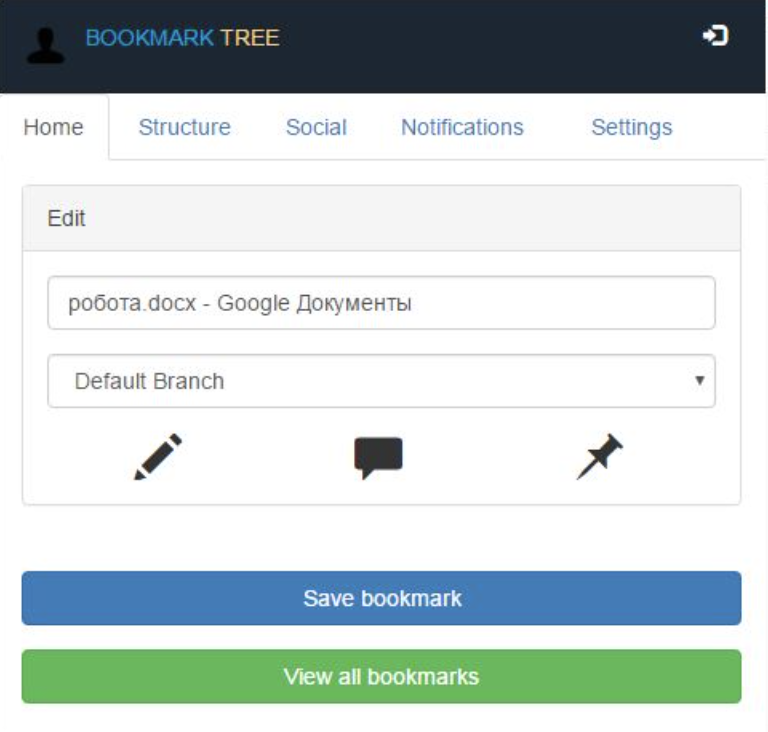 BOOKMARK TREE
Home Structure Social Notifications Settings
Edit
робота.docx - Google Документы
Default Branch
Save bookmark
View all bookmarks